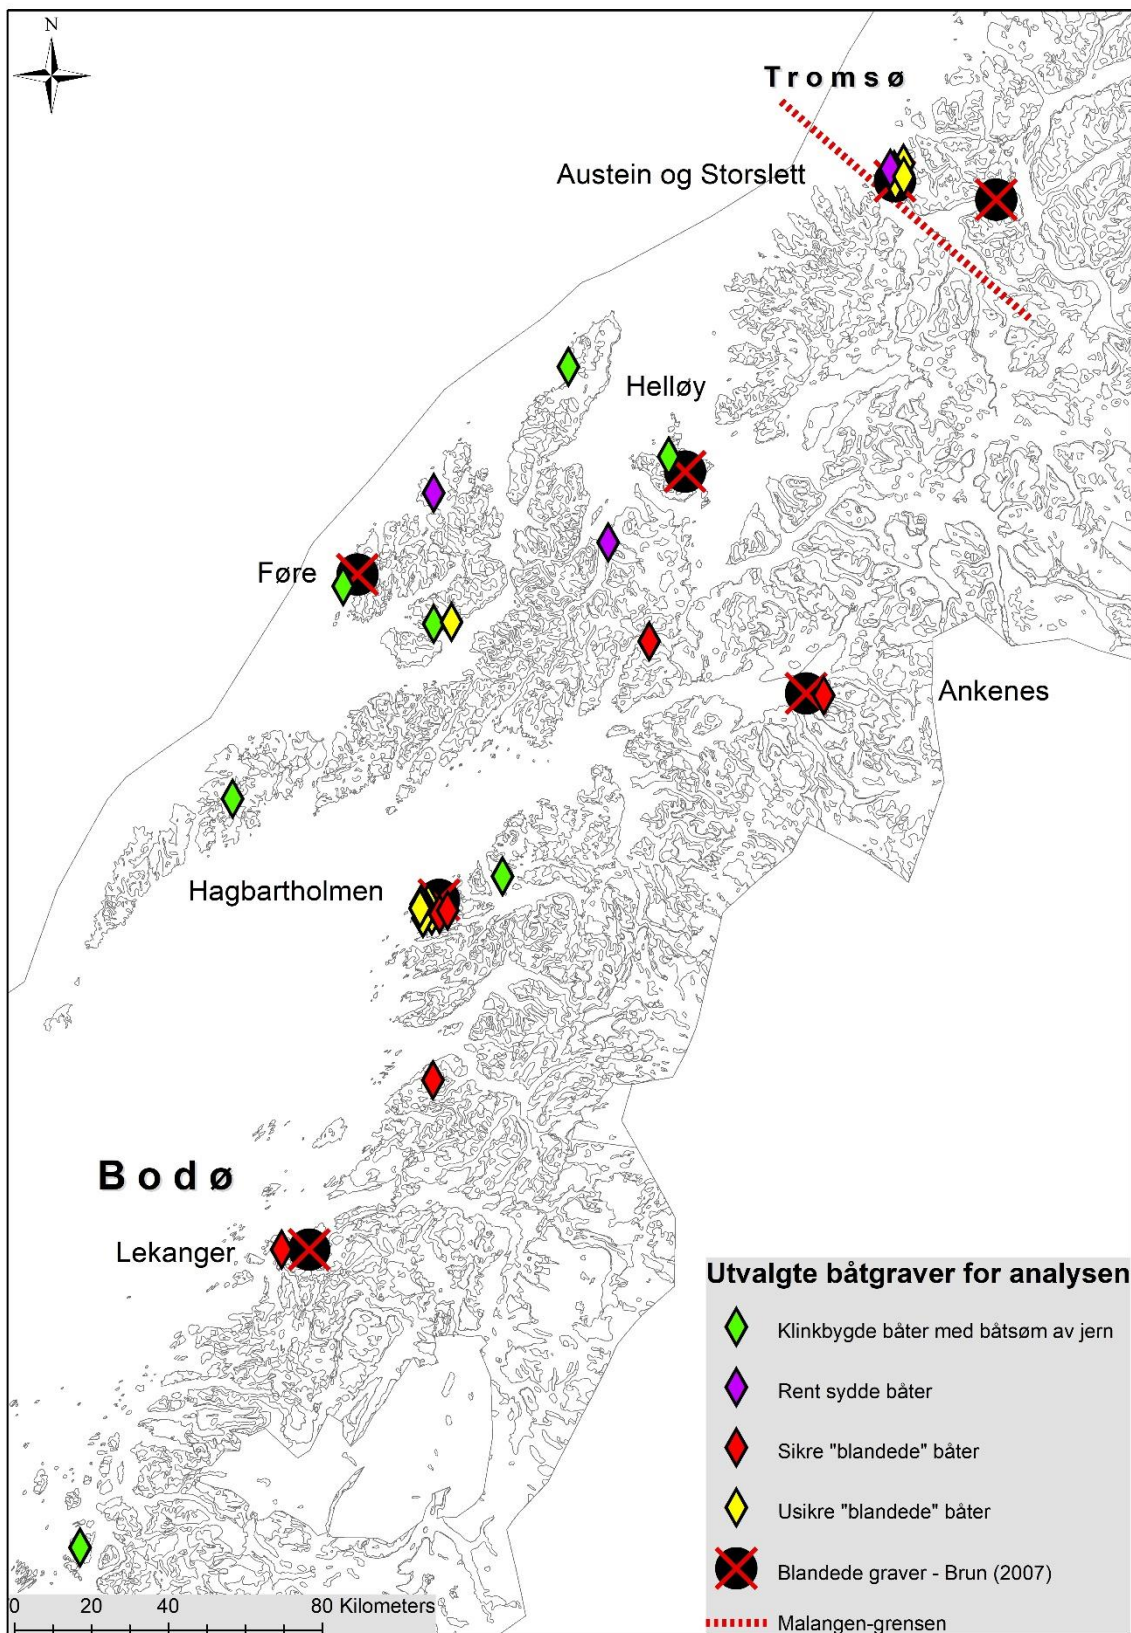 N
Tromsø
Austein og Storslett
Helløy
Føre
Ankenes
Hagbartholmen
Bodø
Lekanger
Utvalgte båtgraver for analysen
Klinkbygde båter med båtsøm av jern
Rent sydde båter
Sikre "blandede" båter
Usikre "blandede" båter
Blandede graver - Brun (2007)
Malangen-grensen
0 20 40 80 Kilometers